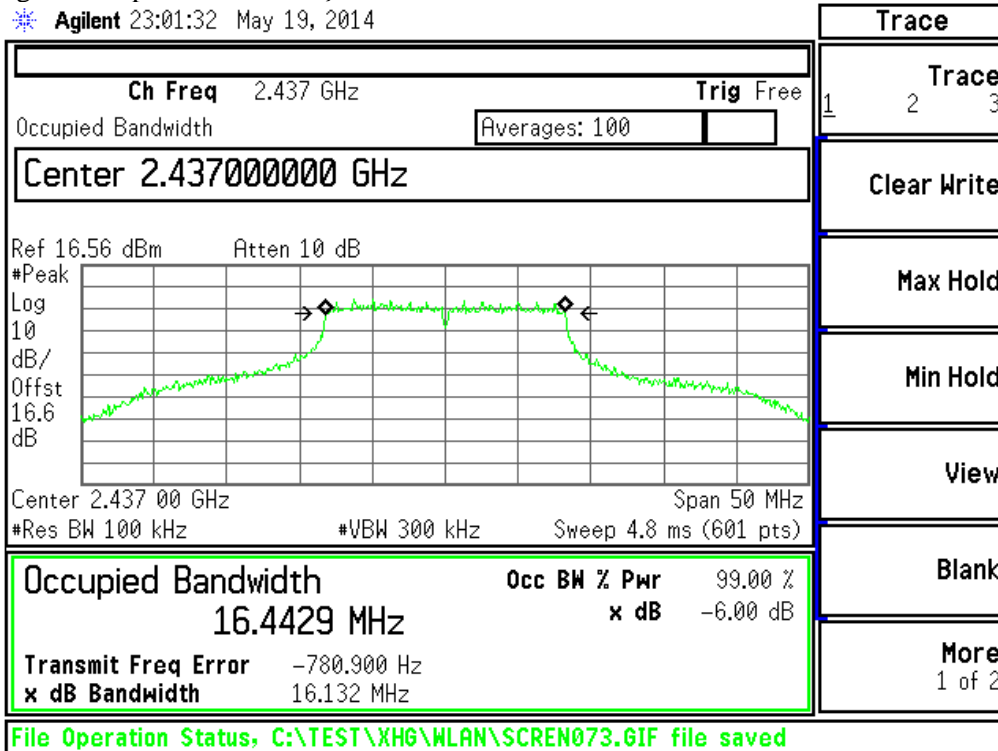 Agilent 23:01:32 May 19, 2014
Trace
Ch Freq 2.437 GHz Trig Free
Occupied Bandwidth Averages: 100
Center 2.437000000 GHz
Ref 16.56 dBm Atten 10 dB
#Peak
Log
10
dB/
Offst
16.6
dB
Center 2.437 00 GHz Span 50 MHz
#Res BW 100 kHz #VBW 300 kHz Sweep 4.8 ms (601 pts)
Occupied Bandwidth Occ BW % Pwr 99.00 %
16.4429 MHz x dB -6.00 dB
Transmit Freq Error -780.900 Hz
x dB Bandwidth 16.132 MHz
Trace
1 2 3
Clear Write
Max Hold
Min Hold
View
Blank
More
1 of 2
File Operation Status, C:\TEST\XHG\WLAN\SCREN073.GIF file saved